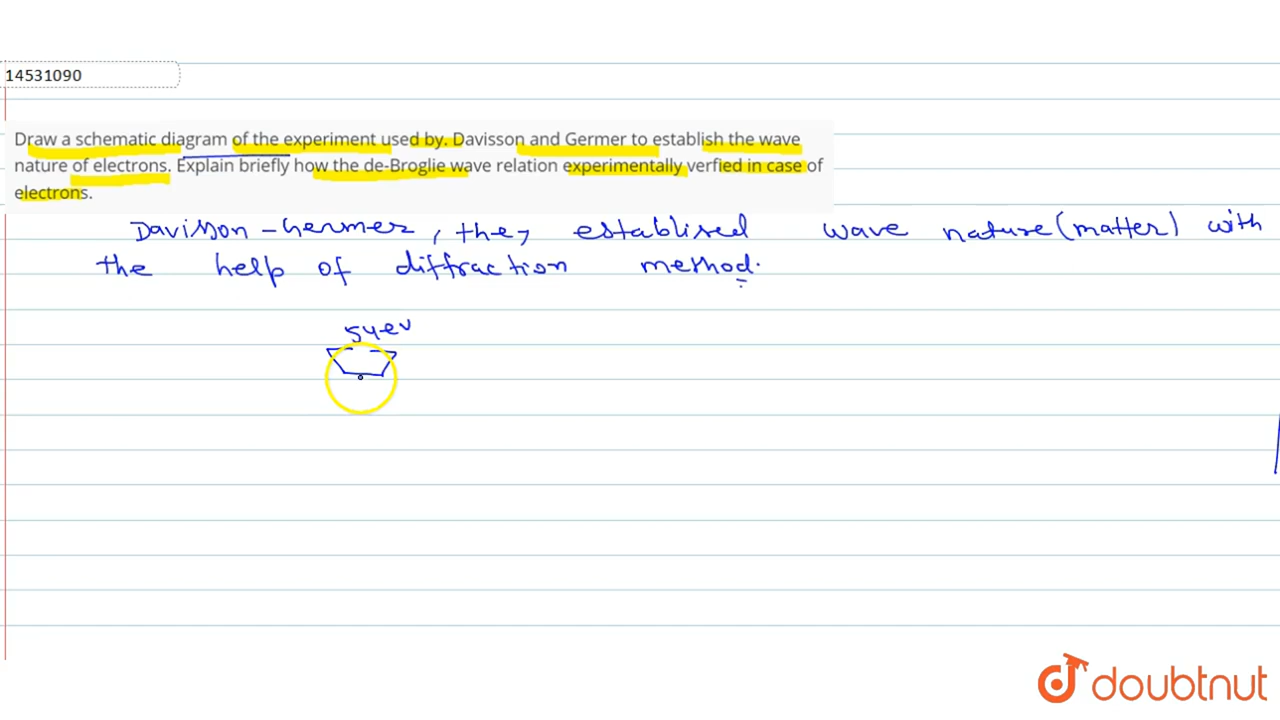 14531090
Draw a schematic diagram of the experiment used by. Davisson and Germer to establish the wave
nature of electrons. Explain briefly how the de-Broglie wave relation experimentally verfied in case of
electrons.
Davisson - Germer, they establised wave nature (matter) with
the help of diffraction method.
54ev
doubtnut